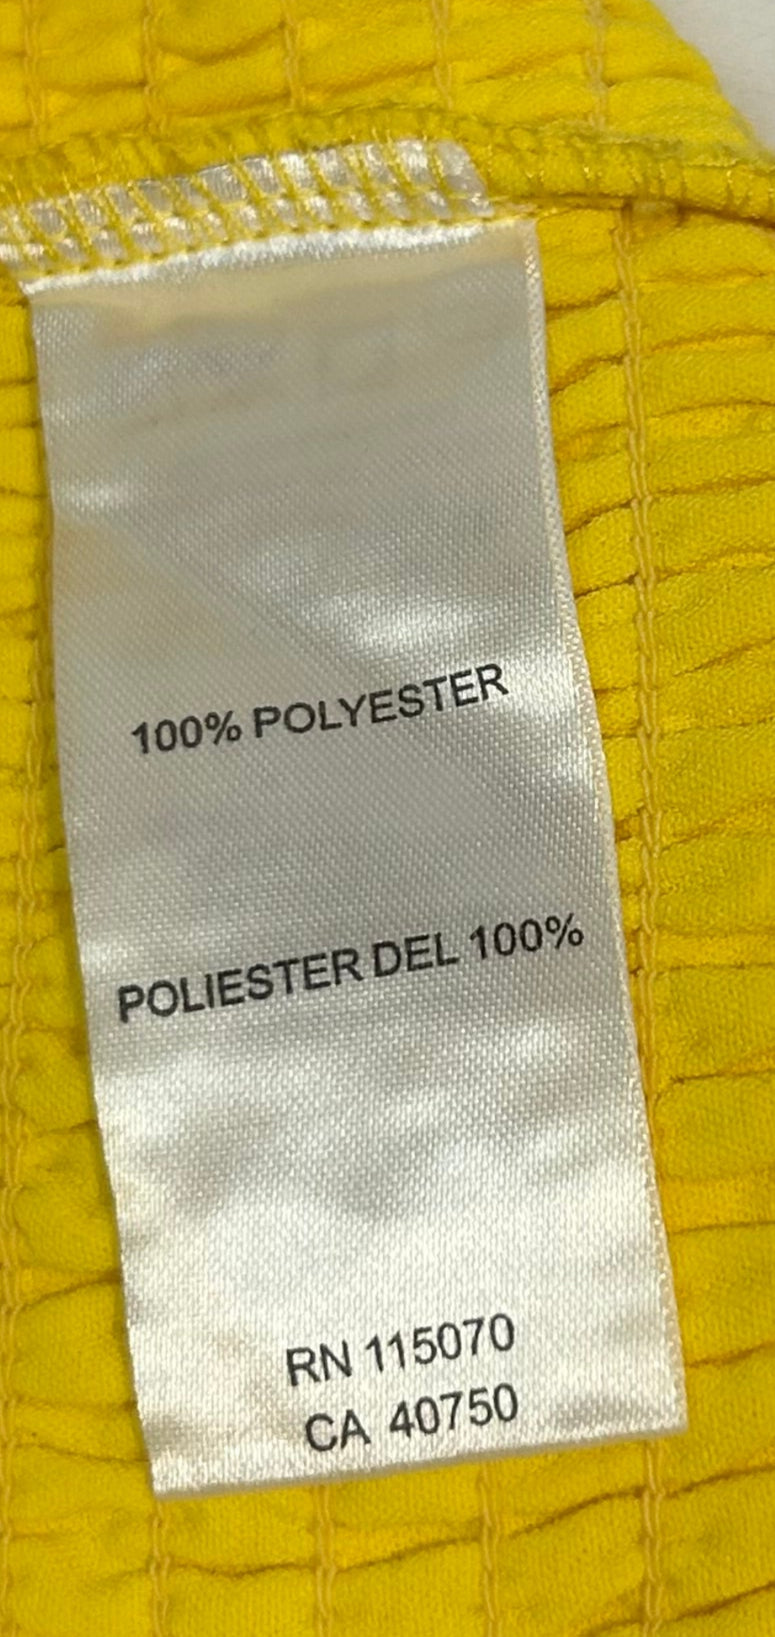 100% POLYESTER
POLIESTER DEL 100%
RN 115070
CA 40750